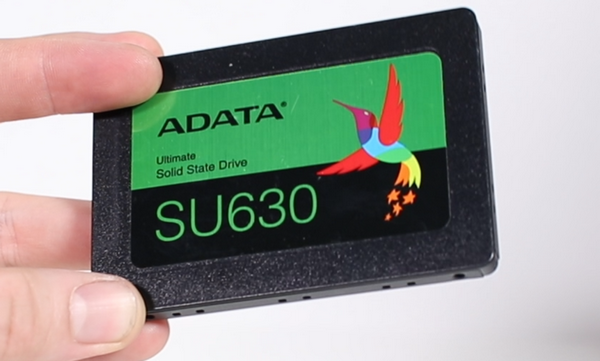 ADATA®
Ultimate
Solid State Drive
SU630